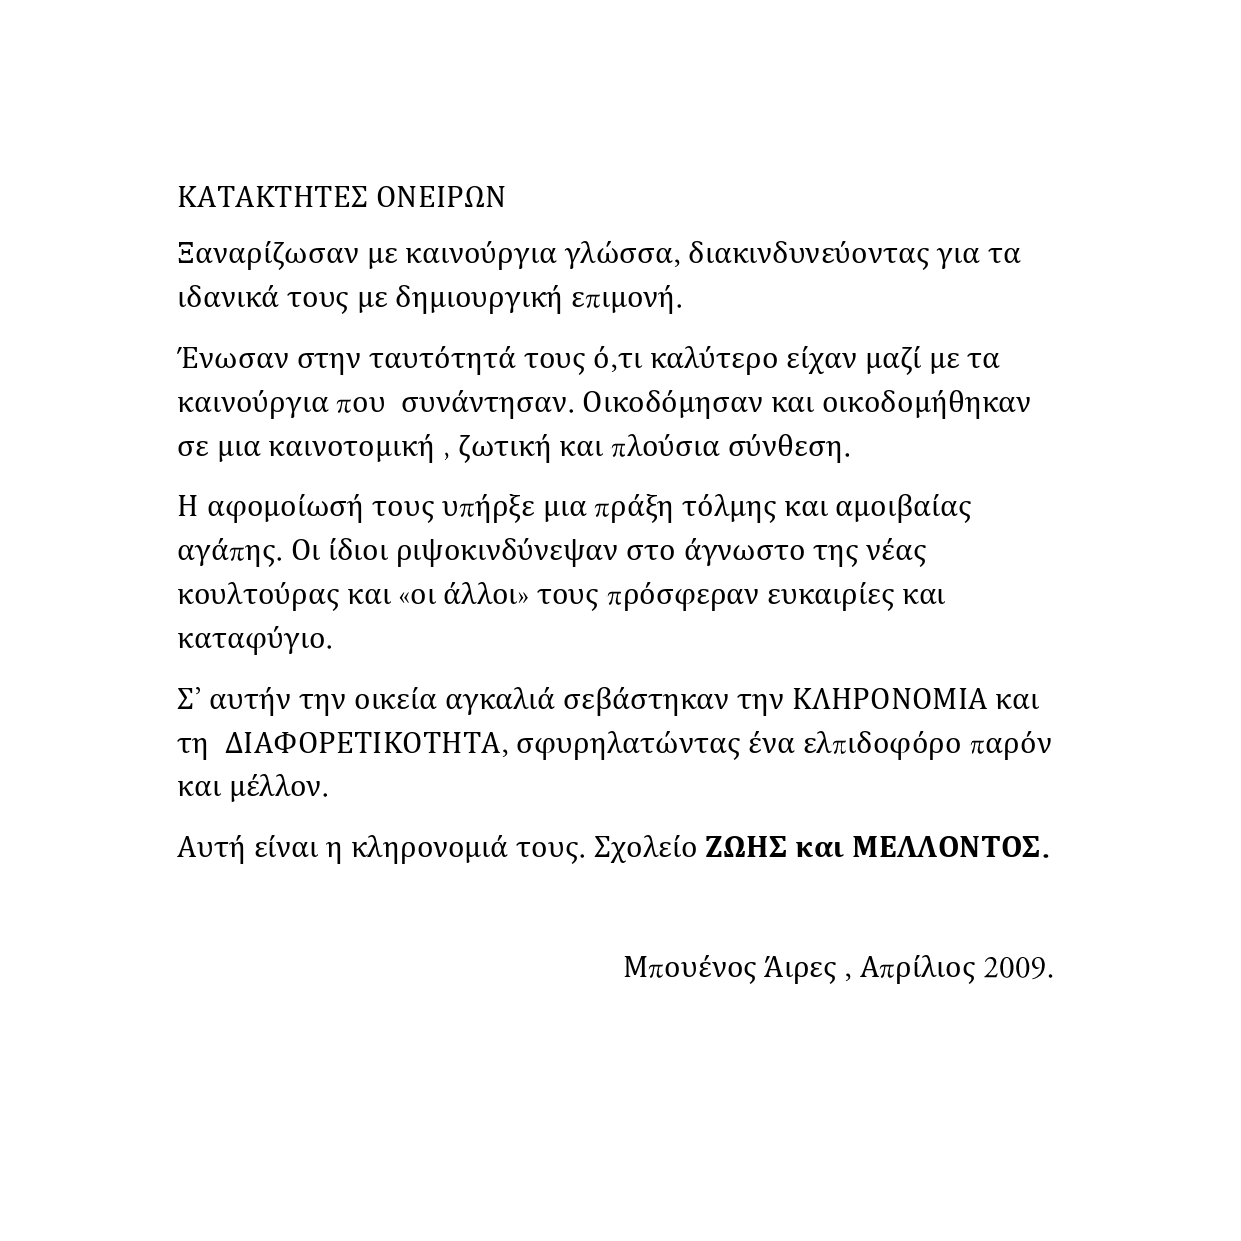 ΚΑΤΑΚΤΗΤΕΣ ΟΝΕΙΡΩΝ
Ξαναρίζωσαν με καινούργια γλώσσα, διακινδυνεύοντας για τα
ιδανικά τους με δημιουργική επιμονή.
Ένωσαν στην ταυτότητά τους ό,τι καλύτερο είχαν μαζί με τα
καινούργια που  συνάντησαν. Οικοδόμησαν και οικοδομήθηκαν
σε μια καινοτομική , ζωτική και πλούσια σύνθεση.
Η αφομοίωσή τους υπήρξε μια πράξη τόλμης και αμοιβαίας
αγάπης. Οι ίδιοι ριψοκινδύνεψαν στο άγνωστο της νέας
κουλτούρας και «οι άλλοι» τους πρόσφεραν ευκαιρίες και
καταφύγιο.
Σ’ αυτήν την οικεία αγκαλιά σεβάστηκαν την ΚΛΗΡΟΝΟΜΙΑ και
τη  ΔΙΑΦΟΡΕΤΙΚΟΤΗΤΑ, σφυρηλατώντας ένα ελπιδοφόρο παρόν
και μέλλον.
Αυτή είναι η κληρονομιά τους. Σχολείο ΖΩΗΣ και ΜΕΛΛΟΝΤΟΣ.
Μπουένος Άιρες , Απρίλιος 2009.